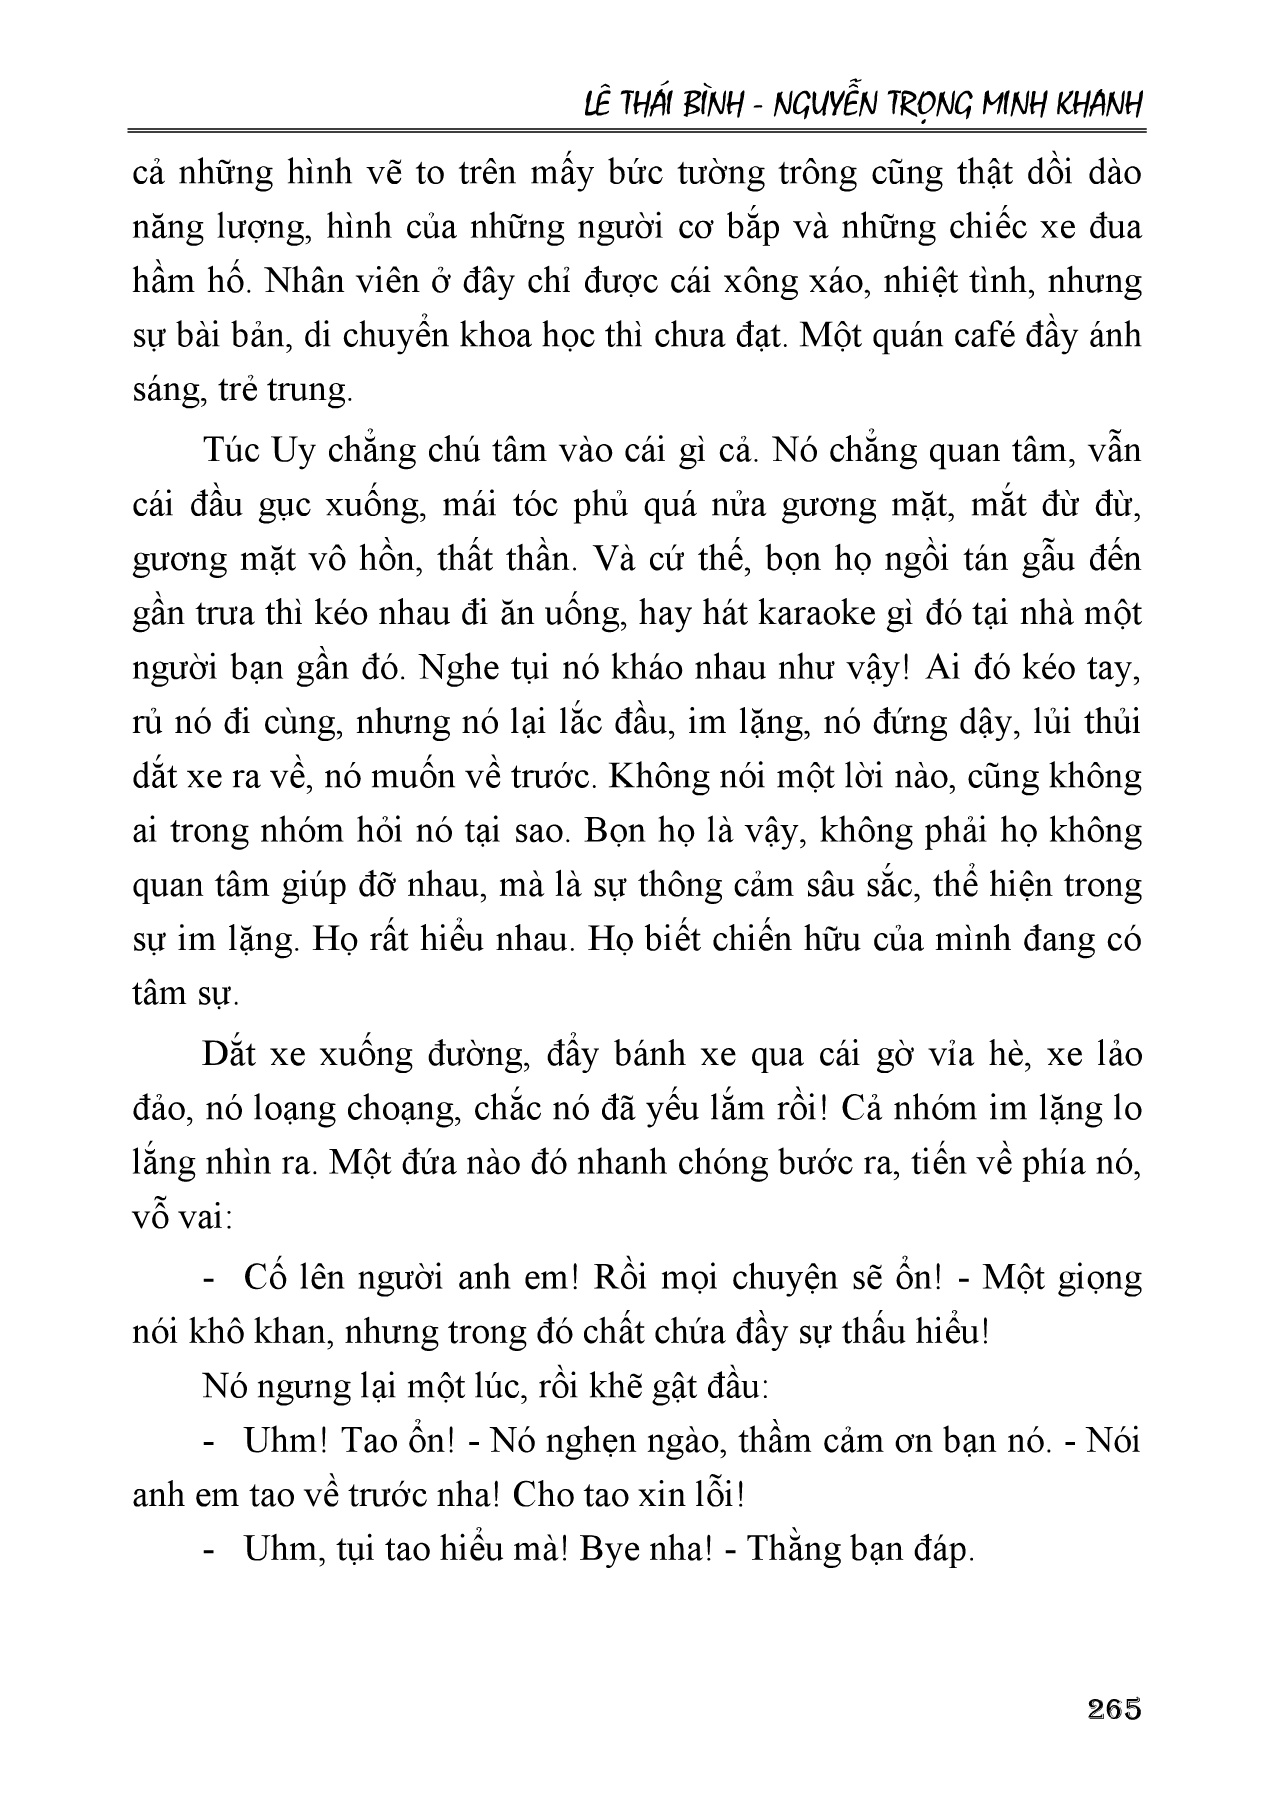 LÊ THÁI BÌNH - NGUYỄN TRỌNG MINH KHANH
cả những hình vẽ to trên mấy bức tường trông cũng thật dồi dào
năng lượng, hình của những người cơ bắp và những chiếc xe đua
hầm hố. Nhân viên ở đây chỉ được cái xông xáo, nhiệt tình, nhưng
sự bài bản, di chuyển khoa học thì chưa đạt. Một quán café đầy ánh
sáng, trẻ trung.
Túc Uy chẳng chú tâm vào cái gì cả. Nó chẳng quan tâm, vẫn
cái đầu gục xuống, mái tóc phủ quá nửa gương mặt, mắt đừ đừ,
gương mặt vô hồn, thất thần. Và cứ thế, bọn họ ngồi tán gẫu đến
gần trưa thì kéo nhau đi ăn uống, hay hát karaoke gì đó tại nhà một
người bạn gần đó. Nghe tụi nó kháo nhau như vậy! Ai đó kéo tay,
rủ nó đi cùng, nhưng nó lại lắc đầu, im lặng, nó đứng dậy, lủi thủi
dắt xe ra về, nó muốn về trước. Không nói một lời nào, cũng không
ai trong nhóm hỏi nó tại sao. Bọn họ là vậy, không phải họ không
quan tâm giúp đỡ nhau, mà là sự thông cảm sâu sắc, thể hiện trong
sự im lặng. Họ rất hiểu nhau. Họ biết chiến hữu của mình đang có
tâm sự.
Dắt xe xuống đường, đẩy bánh xe qua cái gờ vỉa hè, xe lảo
đảo, nó loạng choạng, chắc nó đã yếu lắm rồi! Cả nhóm im lặng lo
lắng nhìn ra. Một đứa nào đó nhanh chóng bước ra, tiến về phía nó,
vỗ vai:
- Cố lên người anh em! Rồi mọi chuyện sẽ ổn! - Một giọng
nói khô khan, nhưng trong đó chất chứa đầy sự thấu hiểu!
Nó ngưng lại một lúc, rồi khẽ gật đầu:
- Uhm! Tao ổn! - Nó nghẹn ngào, thầm cảm ơn bạn nó. - Nói
anh em tao về trước nha! Cho tao xin lỗi!
- Uhm, tụi tao hiểu mà! Bye nha! - Thằng bạn đáp.
265